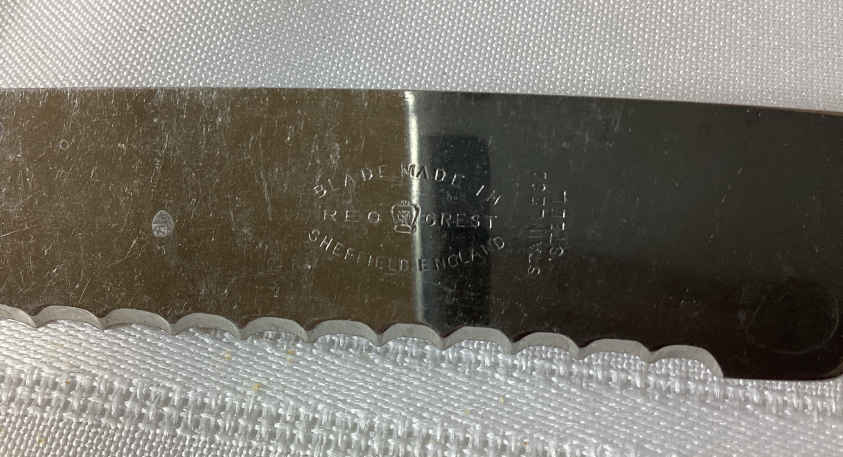 BLADE MADE IN
REG CREST
SHEFFIELD ENGLAND
STAINLESS
STEEL